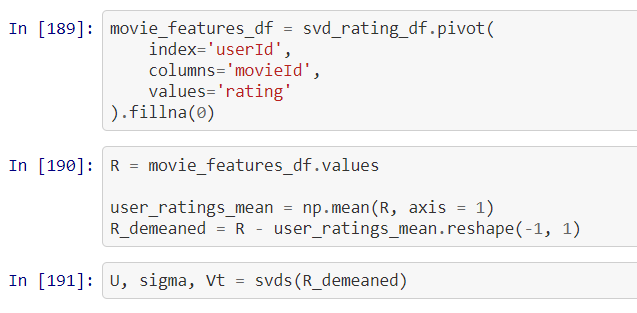 In [189]: movie_features_df = svd_rating_df.pivot(
    index='userId',
    columns='movieId',
    values='rating'
).fillna(0)
In [190]: R = movie_features_df.values
user_ratings_mean = np.mean(R, axis = 1)
R_demeaned = R - user_ratings_mean.reshape(-1, 1)
In [191]: U, sigma, Vt = svds(R_demeaned)